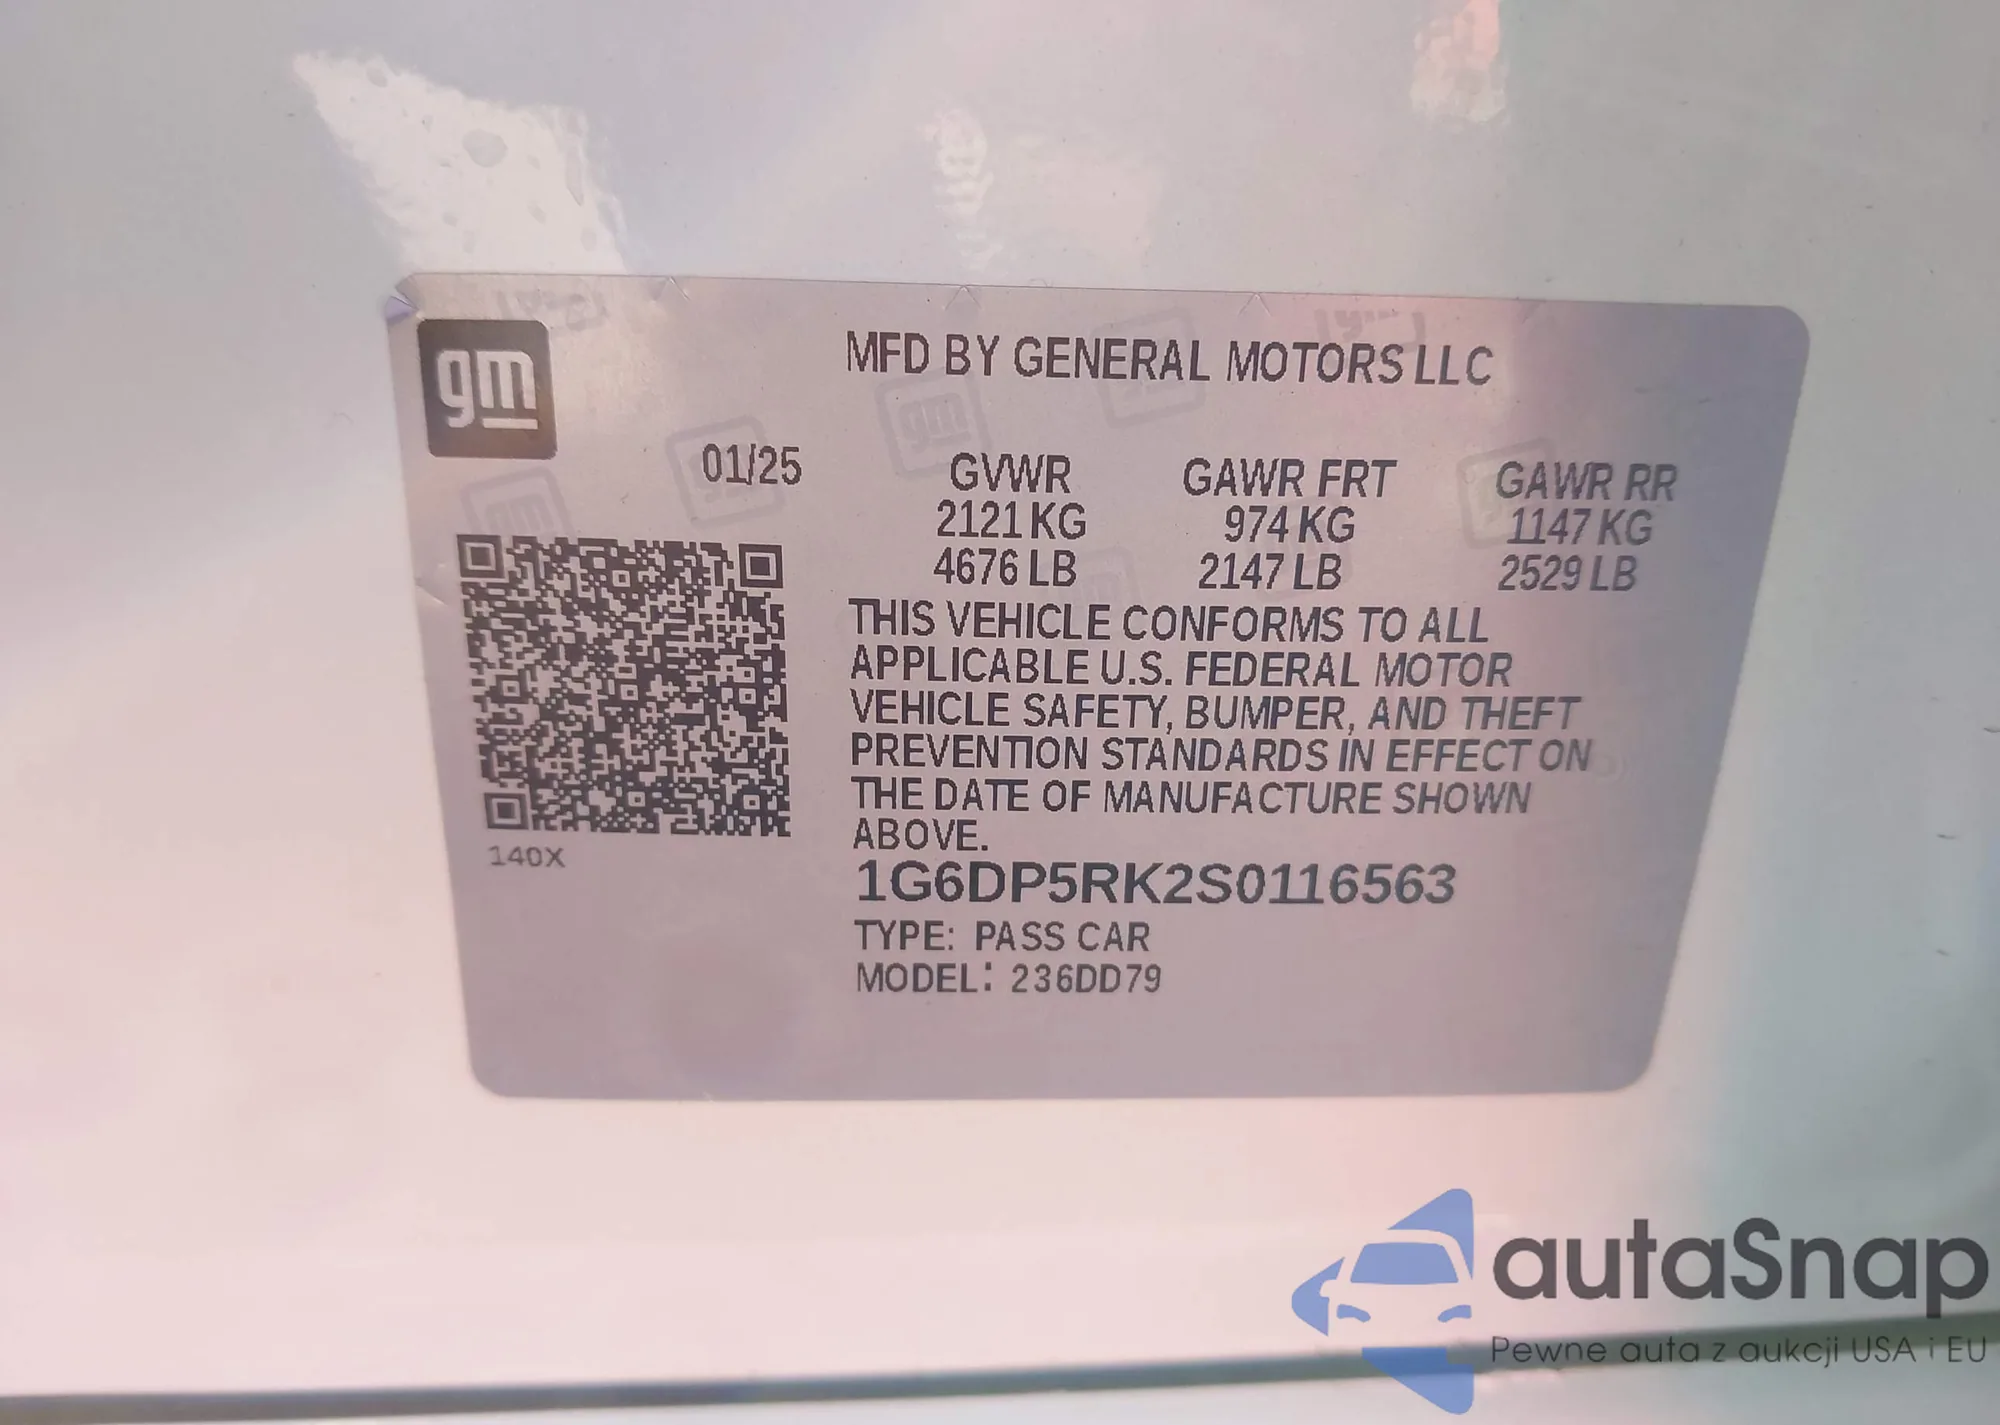 gm
MFD BY GENERAL MOTORS LLC
01/25
GVWR GAWR FRT GAWR RR
2121 KG 974 KG 1147 KG
4676 LB 2147 LB 2529 LB
THIS VEHICLE CONFORMS TO ALL
APPLICABLE U.S. FEDERAL MOTOR
VEHICLE SAFETY, BUMPER, AND THEFT
PREVENTION STANDARDS IN EFFECT ON
THE DATE OF MANUFACTURE SHOWN
ABOVE.
140X
1G6DP5RK2S0116563
TYPE: PASS CAR
MODEL: 236DD79
autaSnap
Pewne auta z aukcji USA i EU